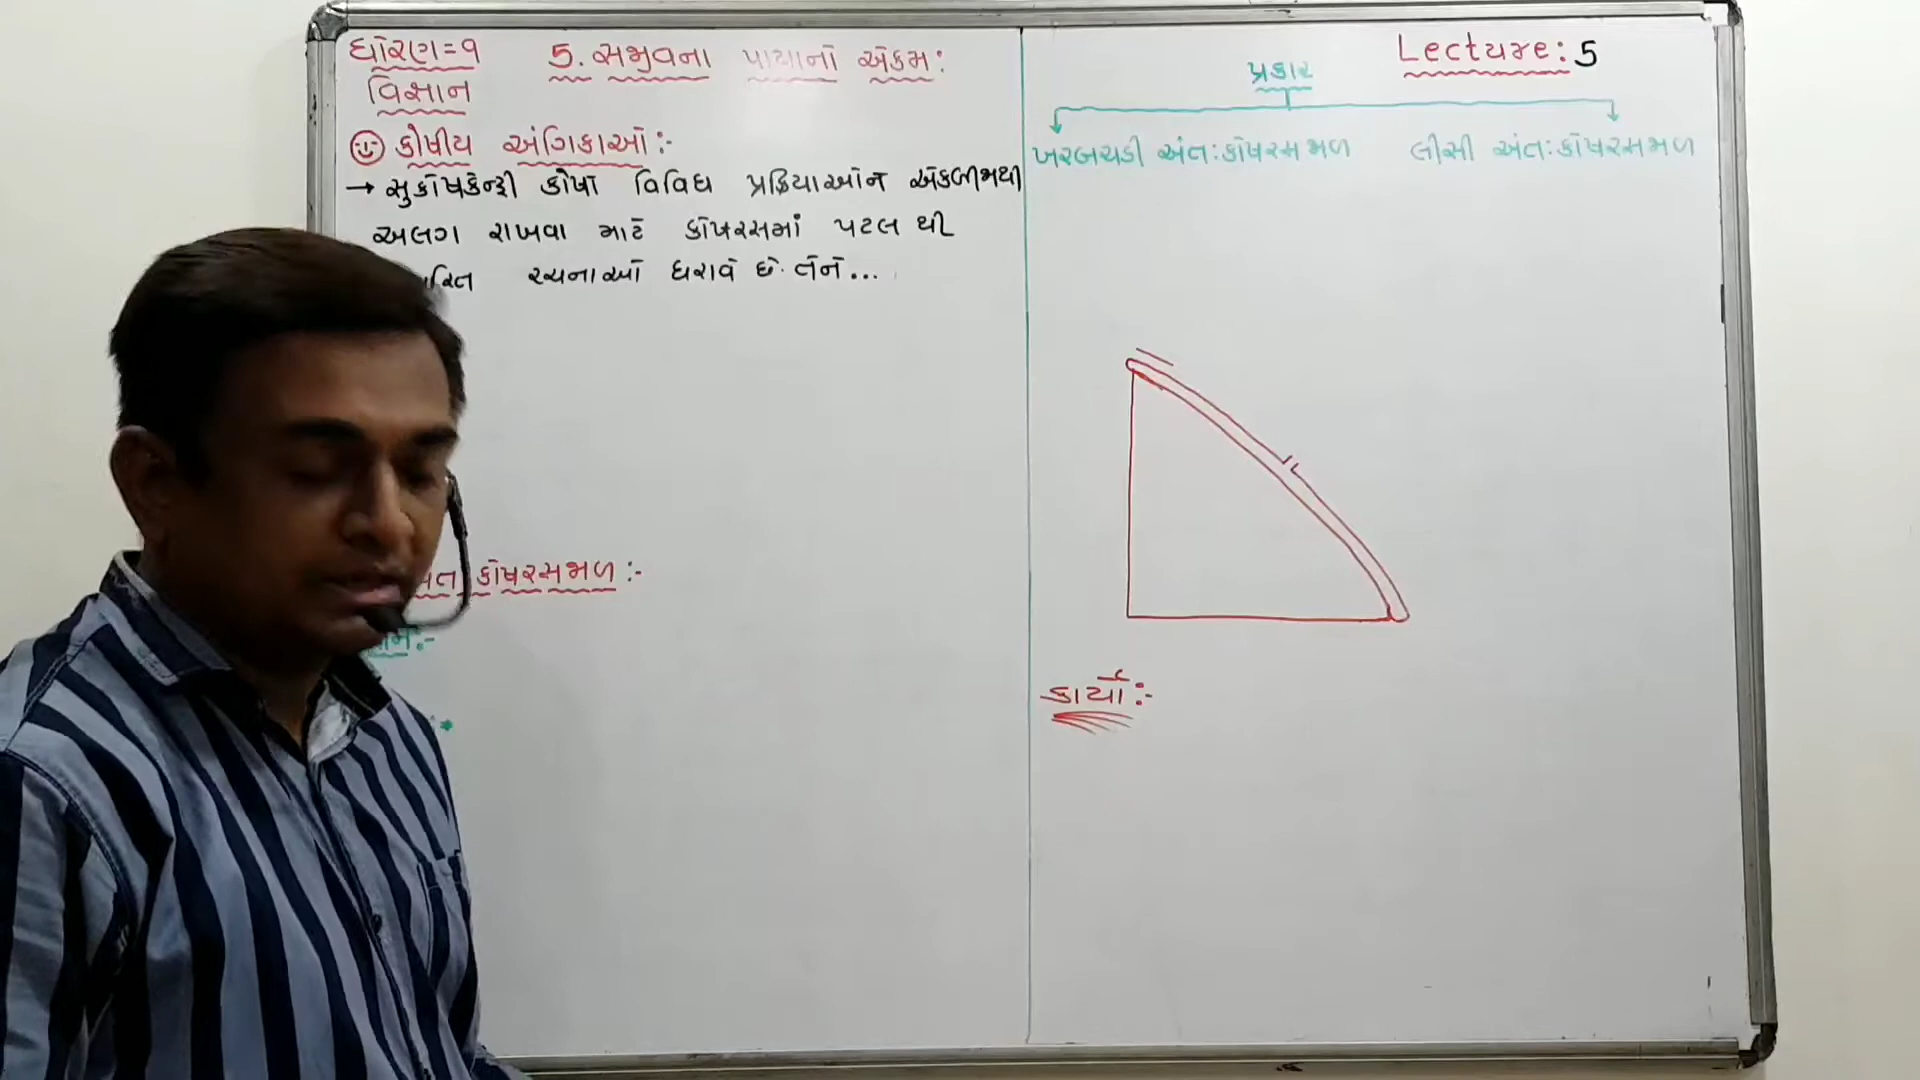 ધોરણ=૯
વિજ્ઞાન
5. સજીવના પાયાનો એકમ:
કોષીય અંગિકાઓ:-
→ સુકોષકેન્દ્રી કોષો વિવિધ પ્રક્રિયાઓને એકબીજાથી
અલગ રાખવા માટે કોષરસમાં પટલ થી
રચનાઓ ધરાવે છે. તેને...
કોષરસજાળ :-
Lecture: 5
પ્રકાર
ખરબચડી અંત:કોષરસજાળ
લીસી અંત:કોષરસજાળ
કાર્યો:-